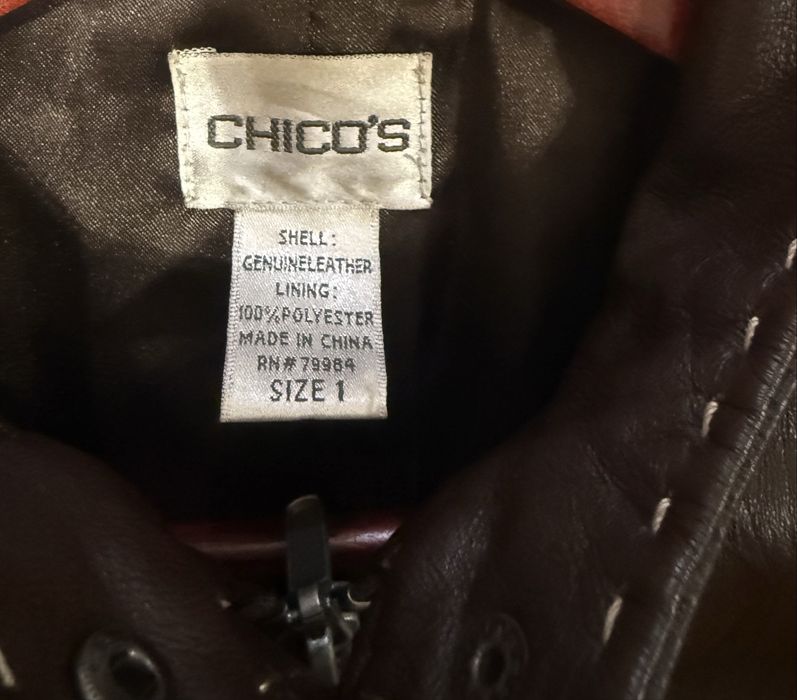 CHICO'S
SHELL:
GENUINELEATHER
LINING:
100%POLYESTER
MADE IN CHINA
RN#79984
SIZE 1